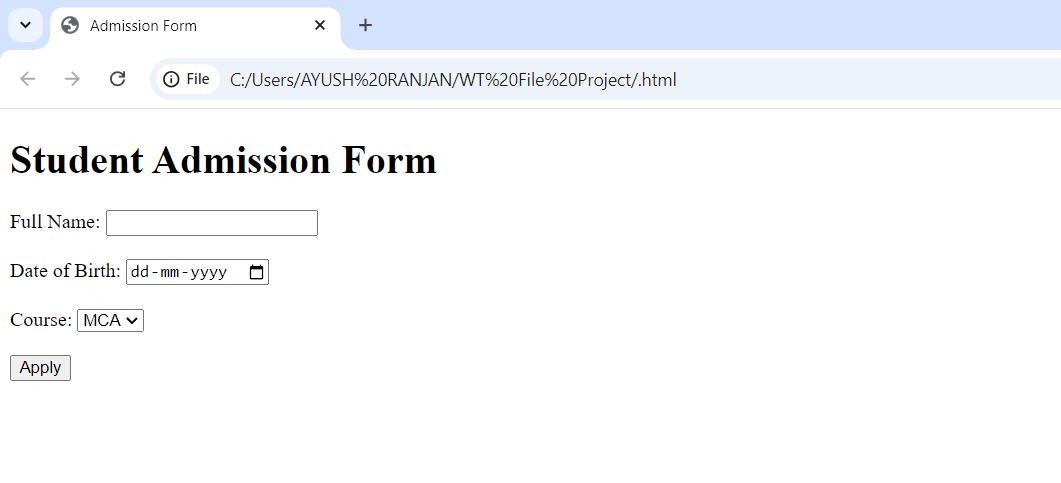 Admission Form
File C:/Users/AYUSH%20RANJAN/WT%20File%20Project/.html
Student Admission Form
Full Name:
Date of Birth: dd-mm-yyyy
Course: MCA
Apply